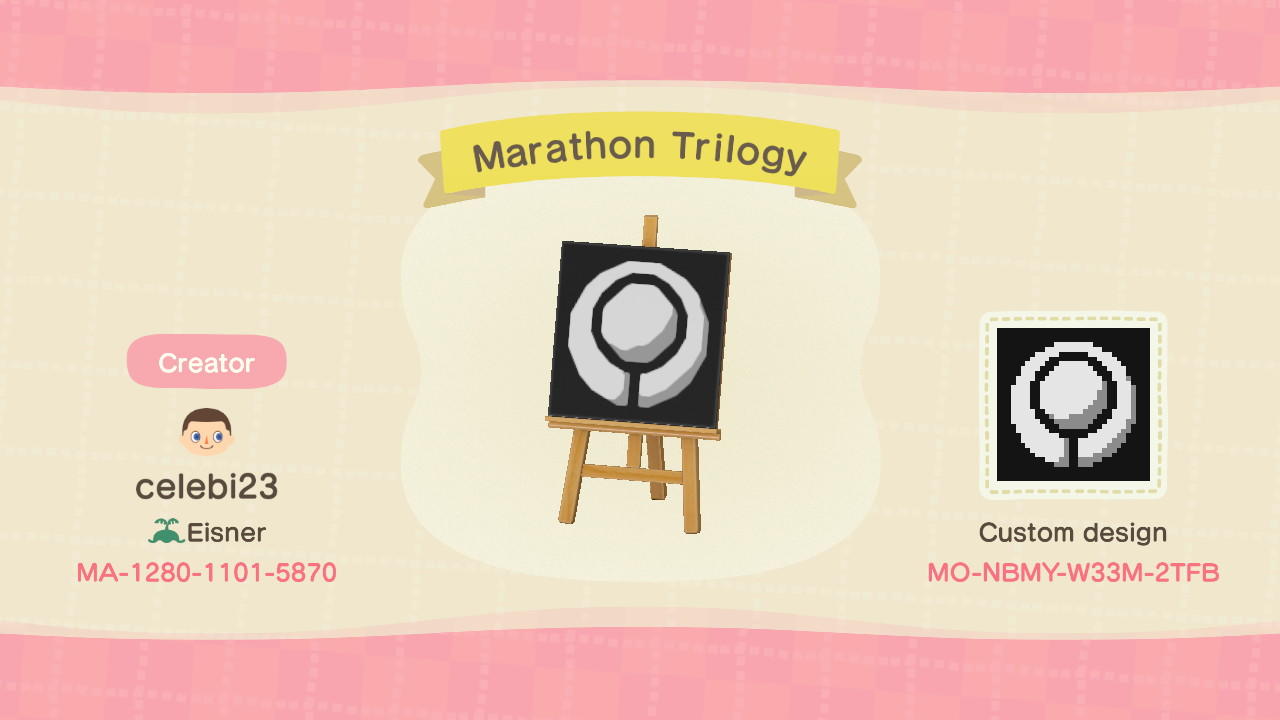 Marathon Trilogy
Creator
celebi23
Eisner
MA-1280-1101-5870
Custom design
MO-NBMY-W33M-2TFB